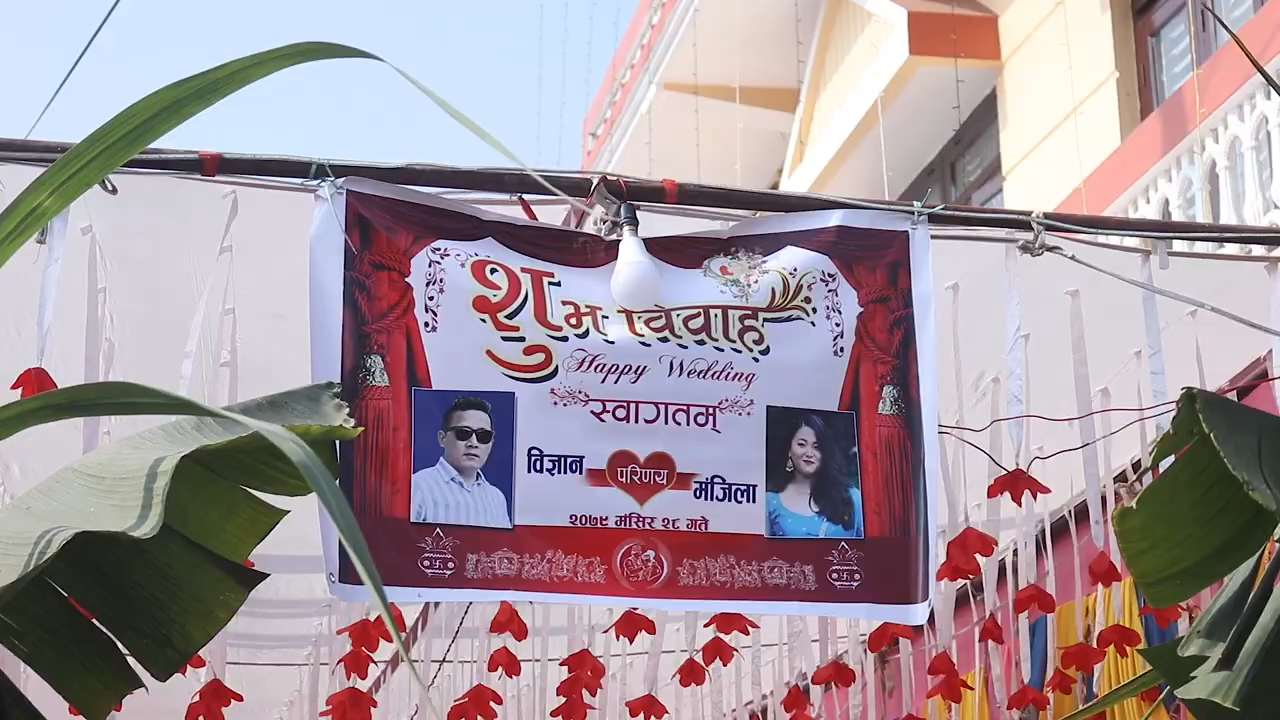 शुभ विवाह
Happy Wedding
स्वागतम्
विज्ञान परिणय मंजिला
२०७९ मंसिर २८ गते